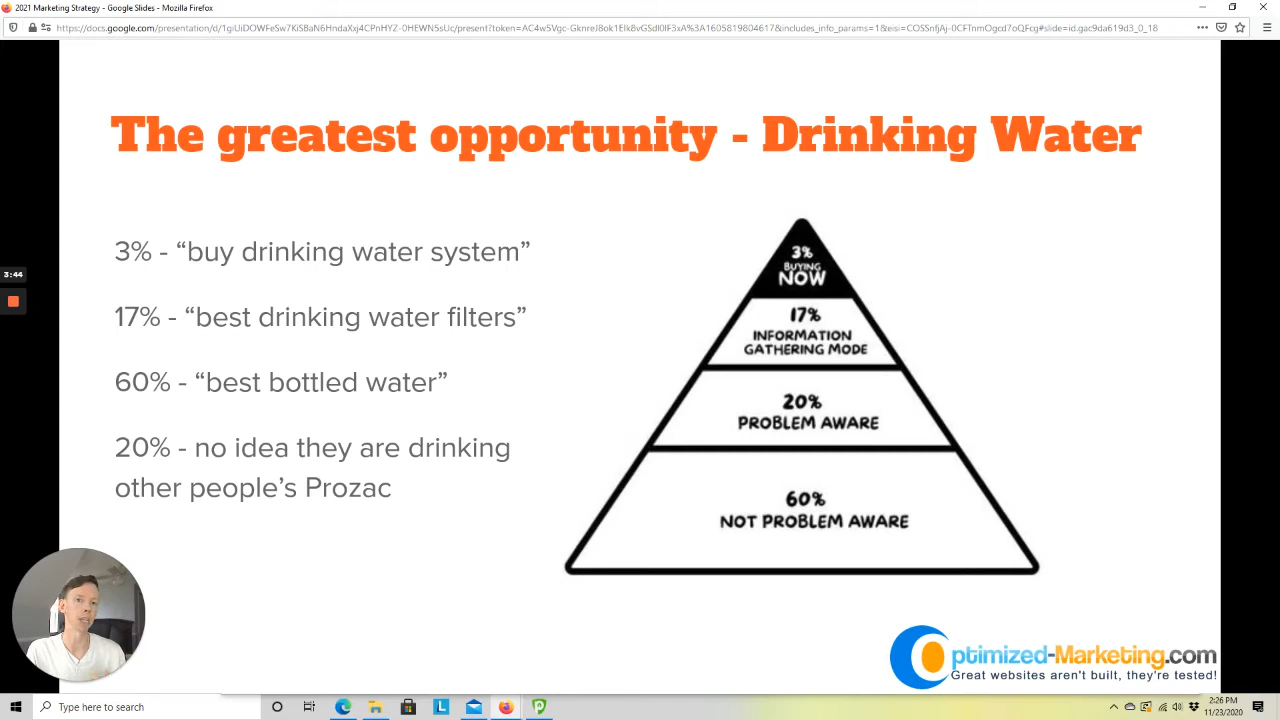 2021 Marketing Strategy - Google Slides - Mozilla Firefox
The greatest opportunity - Drinking Water
3% - “buy drinking water system”
17% - “best drinking water filters”
60% - “best bottled water”
20% - no idea they are drinking
other people’s Prozac
3%
BUYING
NOW
17%
INFORMATION
GATHERING MODE
20%
PROBLEM AWARE
60%
NOT PROBLEM AWARE
3:44
ptimized-Marketing.com
Great websites aren't built, they're tested!
Type here to search
2:26 PM
11/23/2020